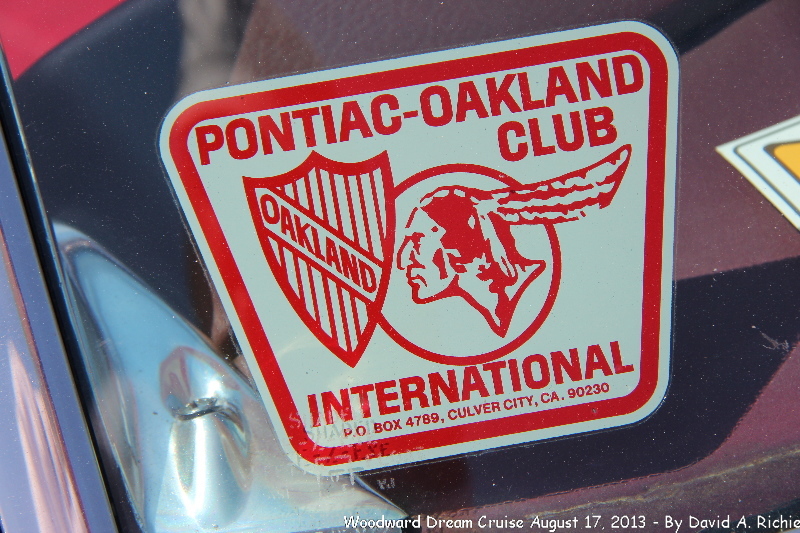 PONTIAC-OAKLAND
CLUB
OAKLAND
INTERNATIONAL
P.O. BOX 4789, CULVER CITY, CA. 90230
Woodward Dream Cruise August 17, 2013 - By David A. Richie